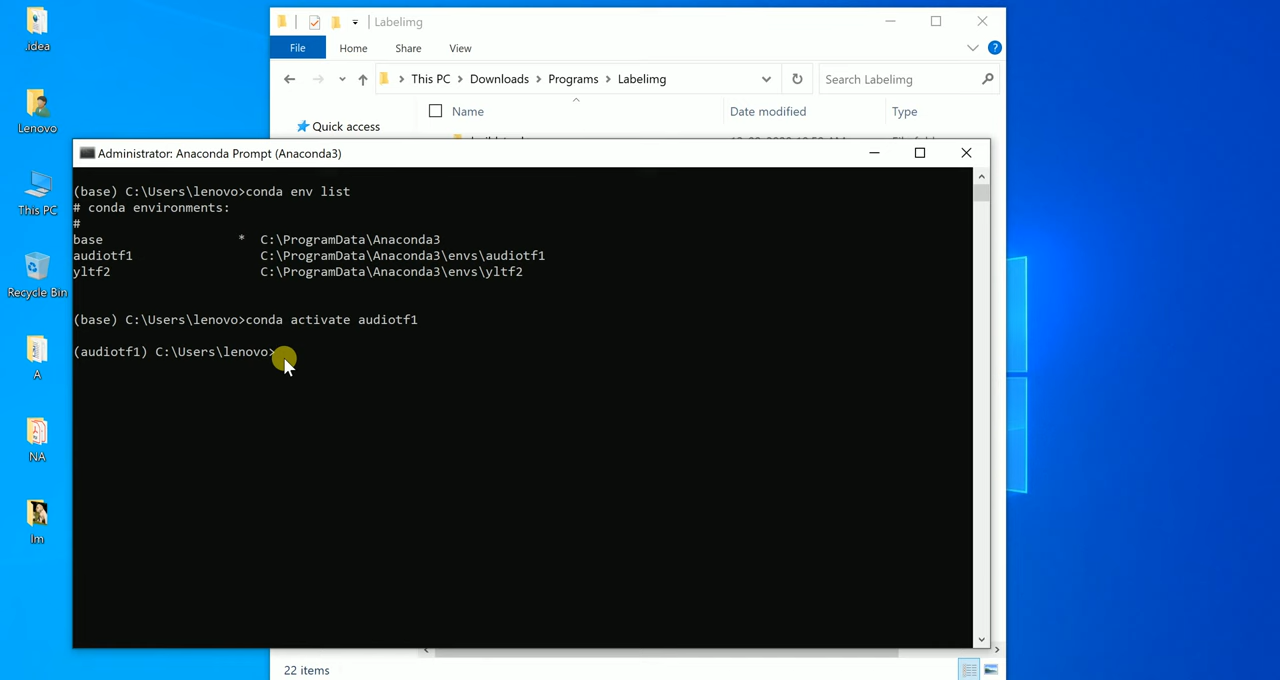 .idea
Lenovo
This PC
Recycle Bin
A
NA
Im
Labelimg
File
Home
Share
View
This PC
Downloads
Programs
Labelimg
Search Labelimg
Name
Date modified
Type
Quick access
Administrator: Anaconda Prompt (Anaconda3)
(base) C:\Users\lenovo>conda env list
# conda environments:
#
base * C:\ProgramData\Anaconda3
audiotf1 C:\ProgramData\Anaconda3\envs\audiotf1
yltf2 C:\ProgramData\Anaconda3\envs\yltf2
(base) C:\Users\lenovo>conda activate audiotf1
(audiotf1) C:\Users\lenovo>
22 items